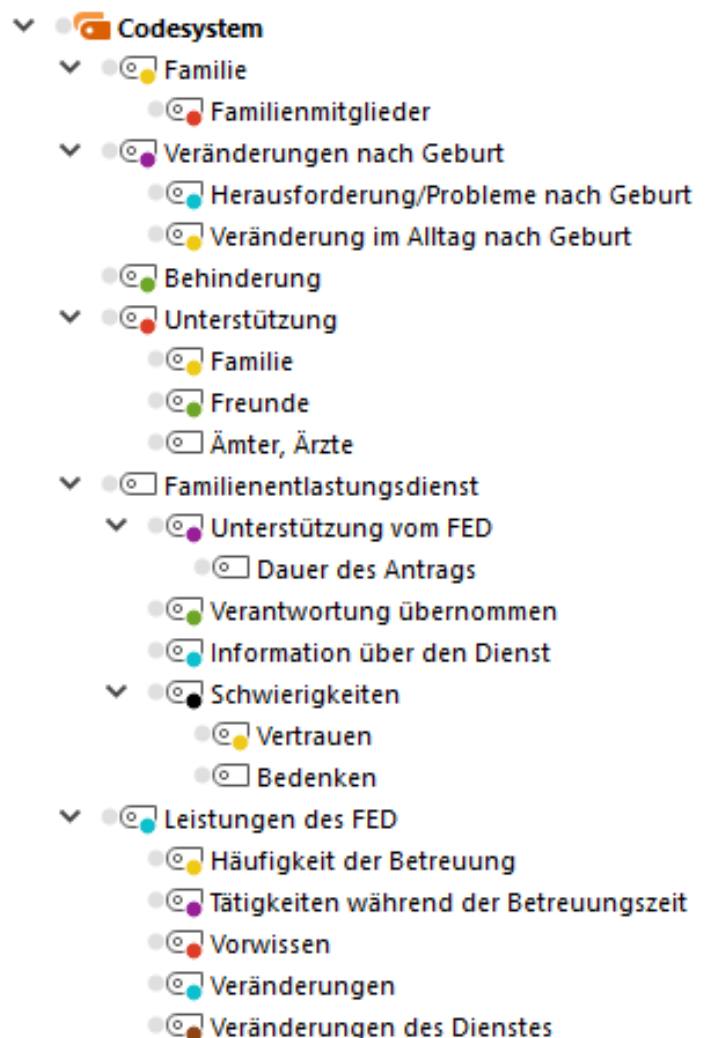 Codesystem
Familie
Familienmitglieder
Veränderungen nach Geburt
Herausforderung/Probleme nach Geburt
Veränderung im Alltag nach Geburt
Behinderung
Unterstützung
Familie
Freunde
Ämter, Ärzte
Familienentlastungsdienst
Unterstützung vom FED
Dauer des Antrags
Verantwortung übernommen
Information über den Dienst
Schwierigkeiten
Vertrauen
Bedenken
Leistungen des FED
Häufigkeit der Betreuung
Tätigkeiten während der Betreuungszeit
Vorwissen
Veränderungen
Veränderungen des Dienstes